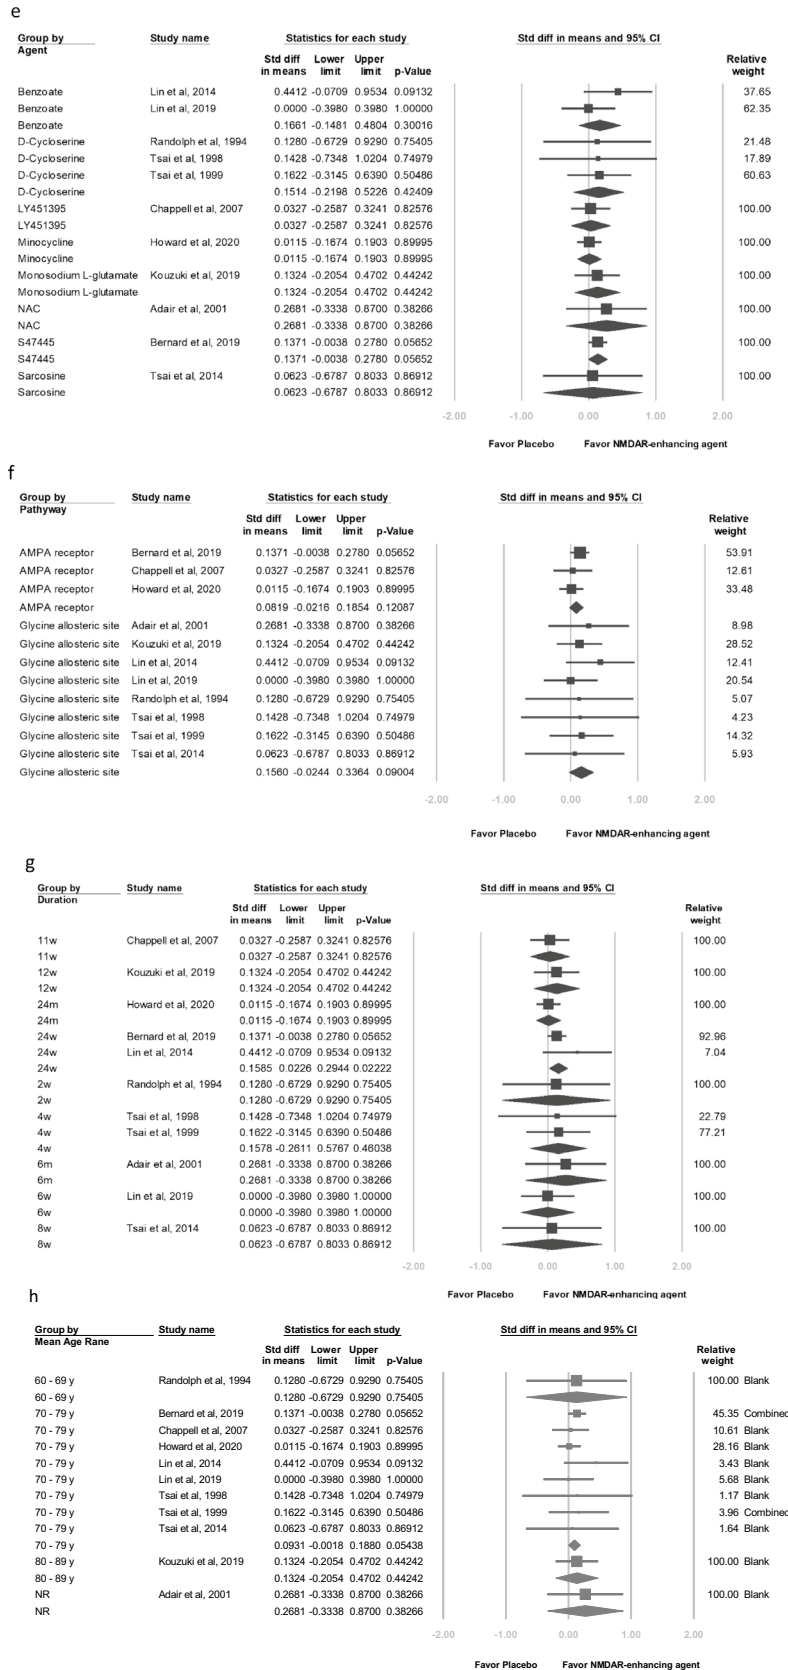 e
Group by Study name Statistics for each study Std diff in means and 95% CI
Agent
Std diff Lower Upper Relative
in means limit limit p-Value weight
Benzoate Lin et al, 2014 0.4412 -0.0709 0.9534 0.09132 37.65
Benzoate Lin et al, 2019 0.0000 -0.3980 0.3980 1.00000 62.35
Benzoate 0.1661 -0.1481 0.4804 0.30016
D-Cycloserine Randolph et al, 1994 0.1280 -0.6729 0.9290 0.75405 21.48
D-Cycloserine Tsai et al, 1998 0.1428 -0.7348 1.0204 0.74979 17.89
D-Cycloserine Tsai et al, 1999 0.1622 -0.3145 0.6390 0.50486 60.63
D-Cycloserine 0.1514 -0.2198 0.5226 0.42409
LY451395 Chappell et al, 2007 0.0327 -0.2587 0.3241 0.82576 100.00
LY451395 0.0327 -0.2587 0.3241 0.82576
Minocycline Howard et al, 2020 0.0115 -0.1674 0.1903 0.89995 100.00
Minocycline 0.0115 -0.1674 0.1903 0.89995
Monosodium L-glutamate Kouzuki et al, 2019 0.1324 -0.2054 0.4702 0.44242 100.00
Monosodium L-glutamate 0.1324 -0.2054 0.4702 0.44242
NAC Adair et al, 2001 0.2681 -0.3338 0.8700 0.38266 100.00
NAC 0.2681 -0.3338 0.8700 0.38266
S47445 Bernard et al, 2019 0.1371 -0.0038 0.2780 0.05652 100.00
S47445 0.1371 -0.0038 0.2780 0.05652
Sarcosine Tsai et al, 2014 0.0623 -0.6787 0.8033 0.86912 100.00
Sarcosine 0.0623 -0.6787 0.8033 0.86912
-2.00 -1.00 0.00 1.00 2.00
Favor Placebo Favor NMDAR-enhancing agent
f
Group by Study name Statistics for each study Std diff in means and 95% CI
Pathway
Std diff Lower Upper Relative
in means limit limit p-Value weight
AMPA receptor Bernard et al, 2019 0.1371 -0.0038 0.2780 0.05652 53.91
AMPA receptor Chappell et al, 2007 0.0327 -0.2587 0.3241 0.82576 12.61
AMPA receptor Howard et al, 2020 0.0115 -0.1674 0.1903 0.89995 33.48
AMPA receptor 0.0819 -0.0216 0.1854 0.12087
Glycine allosteric site Adair et al, 2001 0.2681 -0.3338 0.8700 0.38266 8.98
Glycine allosteric site Kouzuki et al, 2019 0.1324 -0.2054 0.4702 0.44242 28.52
Glycine allosteric site Lin et al, 2014 0.4412 -0.0709 0.9534 0.09132 12.41
Glycine allosteric site Lin et al, 2019 0.0000 -0.3980 0.3980 1.00000 20.54
Glycine allosteric site Randolph et al, 1994 0.1280 -0.6729 0.9290 0.75405 5.07
Glycine allosteric site Tsai et al, 1998 0.1428 -0.7348 1.0204 0.74979 4.23
Glycine allosteric site Tsai et al, 1999 0.1622 -0.3145 0.6390 0.50486 14.32
Glycine allosteric site Tsai et al, 2014 0.0623 -0.6787 0.8033 0.86912 5.93
Glycine allosteric site 0.1560 -0.0244 0.3364 0.09004
-2.00 -1.00 0.00 1.00 2.00
Favor Placebo Favor NMDAR-enhancing agent
g
Group by Study name Statistics for each study Std diff in means and 95% CI
Duration
Std diff Lower Upper Relative
in means limit limit p-Value weight
11w Chappell et al, 2007 0.0327 -0.2587 0.3241 0.82576 100.00
11w 0.0327 -0.2587 0.3241 0.82576
12w Kouzuki et al, 2019 0.1324 -0.2054 0.4702 0.44242 100.00
12w 0.1324 -0.2054 0.4702 0.44242
24m Howard et al, 2020 0.0115 -0.1674 0.1903 0.89995 100.00
24m 0.0115 -0.1674 0.1903 0.89995
24w Bernard et al, 2019 0.1371 -0.0038 0.2780 0.05652 92.96
24w Lin et al, 2014 0.4412 -0.0709 0.9534 0.09132 7.04
24w 0.1585 0.0226 0.2944 0.02222
2w Randolph et al, 1994 0.1280 -0.6729 0.9290 0.75405 100.00
2w 0.1280 -0.6729 0.9290 0.75405
4w Tsai et al, 1998 0.1428 -0.7348 1.0204 0.74979 22.79
4w Tsai et al, 1999 0.1622 -0.3145 0.6390 0.50486 77.21
4w 0.1578 -0.2611 0.5767 0.46038
6m Adair et al, 2001 0.2681 -0.3338 0.8700 0.38266 100.00
6m 0.2681 -0.3338 0.8700 0.38266
6w Lin et al, 2019 0.0000 -0.3980 0.3980 1.00000 100.00
6w 0.0000 -0.3980 0.3980 1.00000
8w Tsai et al, 2014 0.0623 -0.6787 0.8033 0.86912 100.00
8w 0.0623 -0.6787 0.8033 0.86912
-2.00 -1.00 0.00 1.00 2.00
Favor Placebo Favor NMDAR-enhancing agent
h
Group by Study name Statistics for each study Std diff in means and 95% CI
Mean Age Rane
Std diff Lower Upper Relative
in means limit limit p-Value weight
60 - 69 y Randolph et al, 1994 0.1280 -0.6729 0.9290 0.75405 100.00 Blank
60 - 69 y 0.1280 -0.6729 0.9290 0.75405
70 - 79 y Bernard et al, 2019 0.1371 -0.0038 0.2780 0.05652 45.35 Combined
70 - 79 y Chappell et al, 2007 0.0327 -0.2587 0.3241 0.82576 10.61 Blank
70 - 79 y Howard et al, 2020 0.0115 -0.1674 0.1903 0.89995 28.16 Blank
70 - 79 y Lin et al, 2014 0.4412 -0.0709 0.9534 0.09132 3.43 Blank
70 - 79 y Lin et al, 2019 0.0000 -0.3980 0.3980 1.00000 5.68 Blank
70 - 79 y Tsai et al, 1998 0.1428 -0.7348 1.0204 0.74979 1.17 Blank
70 - 79 y Tsai et al, 1999 0.1622 -0.3145 0.6390 0.50486 3.96 Combined
70 - 79 y Tsai et al, 2014 0.0623 -0.6787 0.8033 0.86912 1.64 Blank
70 - 79 y 0.0931 -0.0018 0.1880 0.05438
80 - 89 y Kouzuki et al, 2019 0.1324 -0.2054 0.4702 0.44242 100.00 Blank
80 - 89 y 0.1324 -0.2054 0.4702 0.44242
NR Adair et al, 2001 0.2681 -0.3338 0.8700 0.38266 100.00 Blank
NR 0.2681 -0.3338 0.8700 0.38266
-2.00 -1.00 0.00 1.00 2.00
Favor Placebo Favor NMDAR-enhancing agent